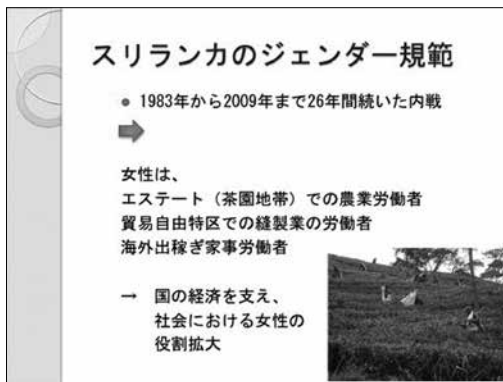 スリランカのジェンダー規範
● 1983年から2009年まで26年間続いた内戦
女性は、
エステート（茶園地帯）での農業労働者
貿易自由特区での縫製業の労働者
海外出稼ぎ家事労働者
→ 国の経済を支え、
社会における女性の
役割拡大